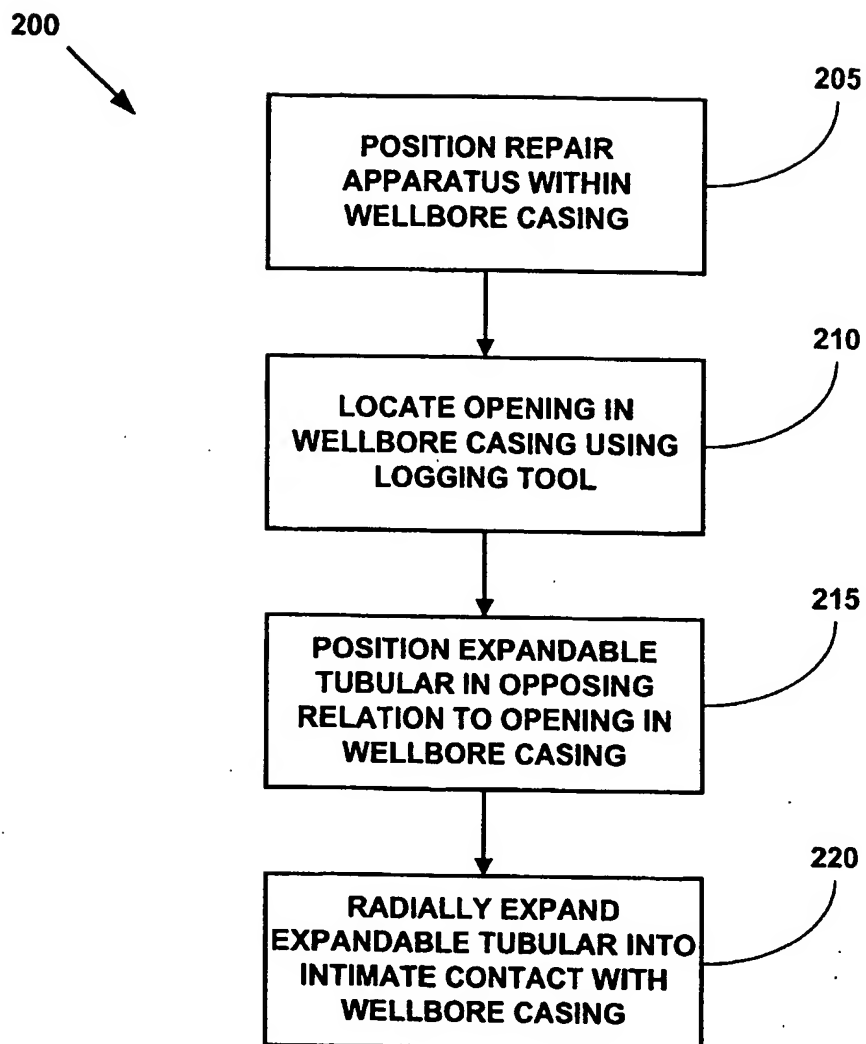 200
205
POSITION REPAIR
APPARATUS WITHIN
WELLBORE CASING
210
LOCATE OPENING IN
WELLBORE CASING USING
LOGGING TOOL
215
POSITION EXPANDABLE
TUBULAR IN OPPOSING
RELATION TO OPENING IN
WELLBORE CASING
220
RADIALLY EXPAND
EXPANDABLE TUBULAR INTO
INTIMATE CONTACT WITH
WELLBORE CASING